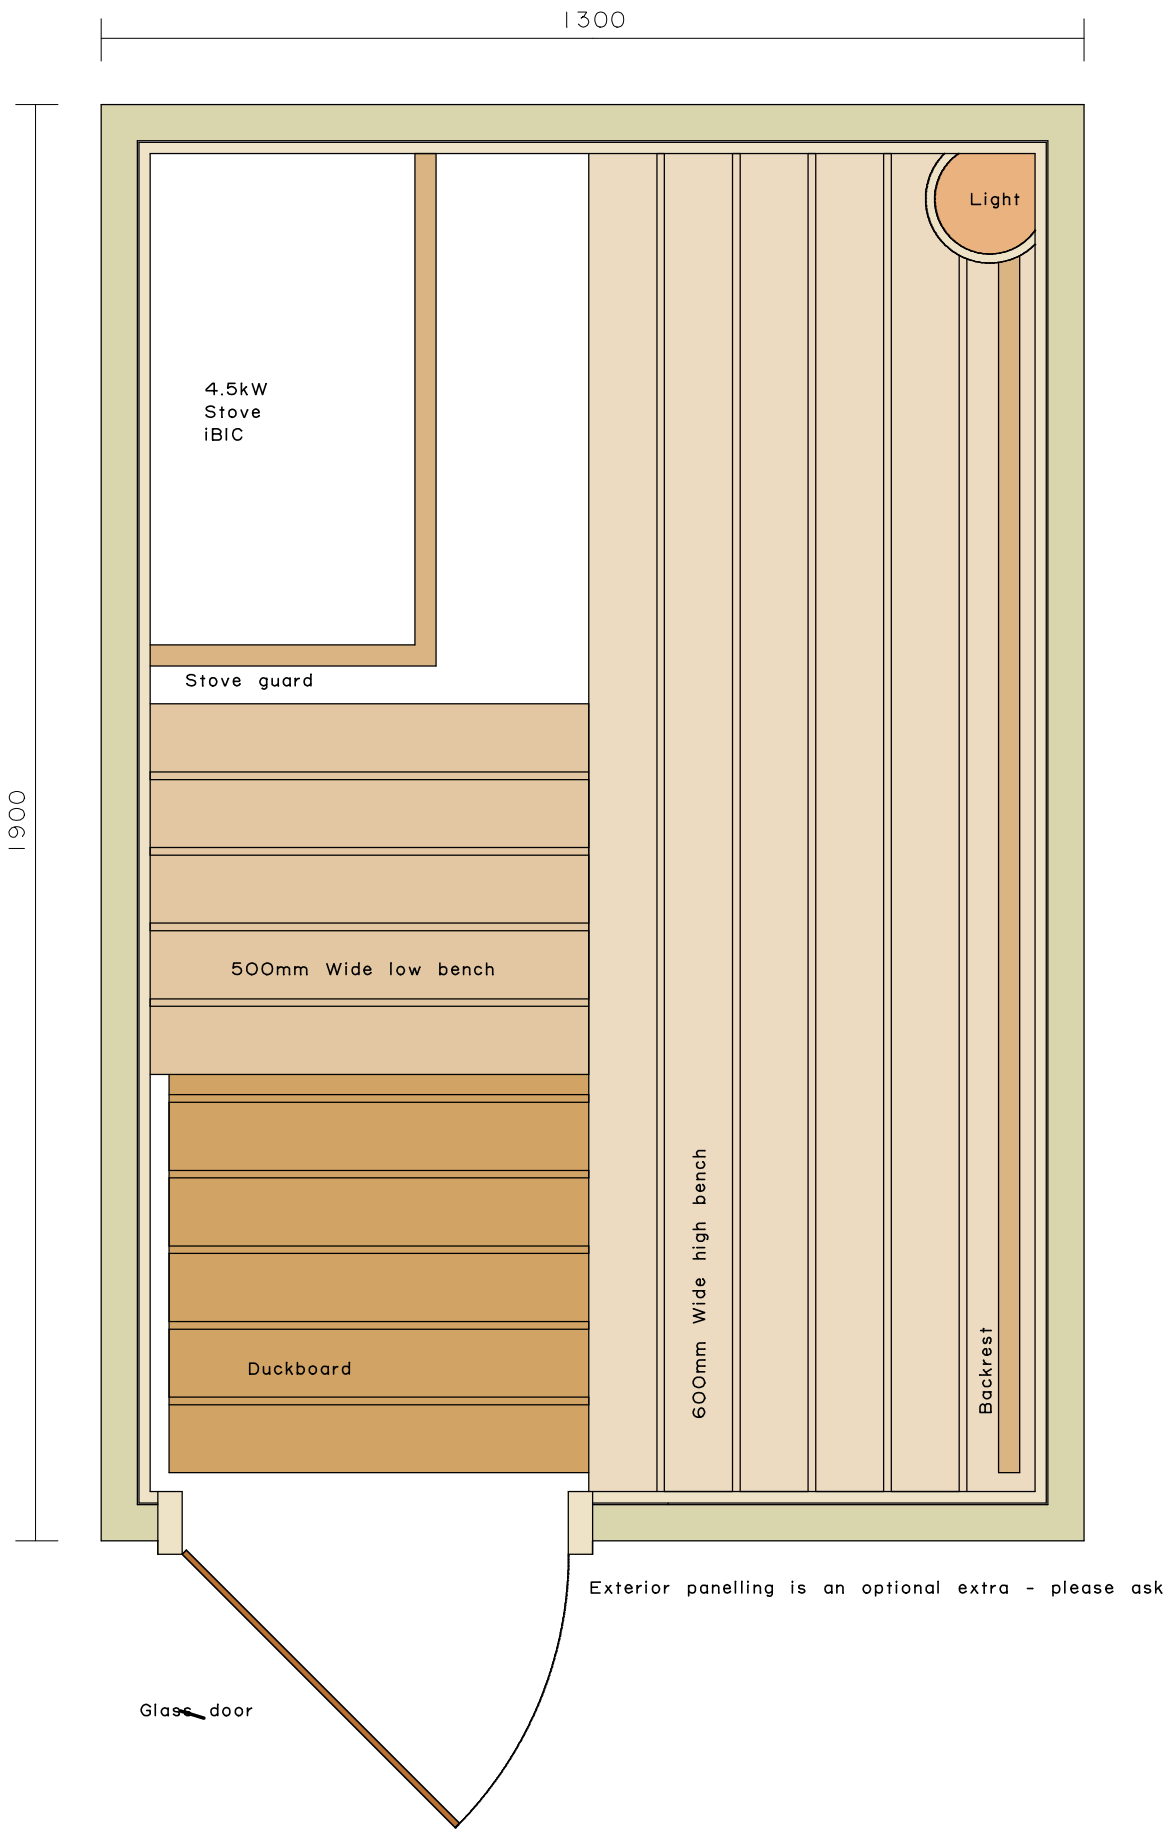 1300
Light
4.5kW
Stove
iBIC
Stove guard
1900
500mm Wide low bench
600mm Wide high bench
Backrest
Duckboard
Exterior panelling is an optional extra - please ask
Glass door